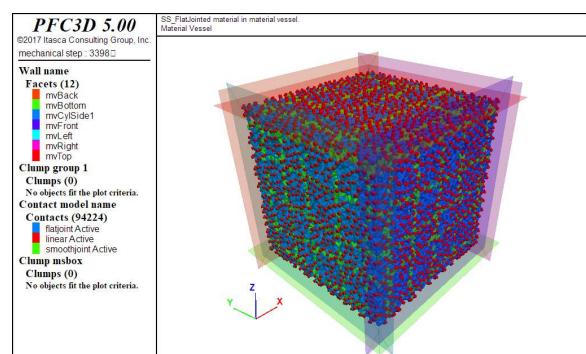 PFC3D 5.00
©2017 Itasca Consulting Group, Inc.
mechanical step : 3398
Wall name
Facets (12)
mvBack
mvBottom
mvCylSide1
mvFront
mvLeft
mvRight
mvTop
Clump group 1
Clumps (0)
No objects fit the plot criteria.
Contact model name
Contacts (94224)
flatjoint Active
linear Active
smoothjoint Active
Clump msbox
Clumps (0)
No objects fit the plot criteria.
SS_FlatJointed material in material vessel.
Material Vessel
Z
Y
X